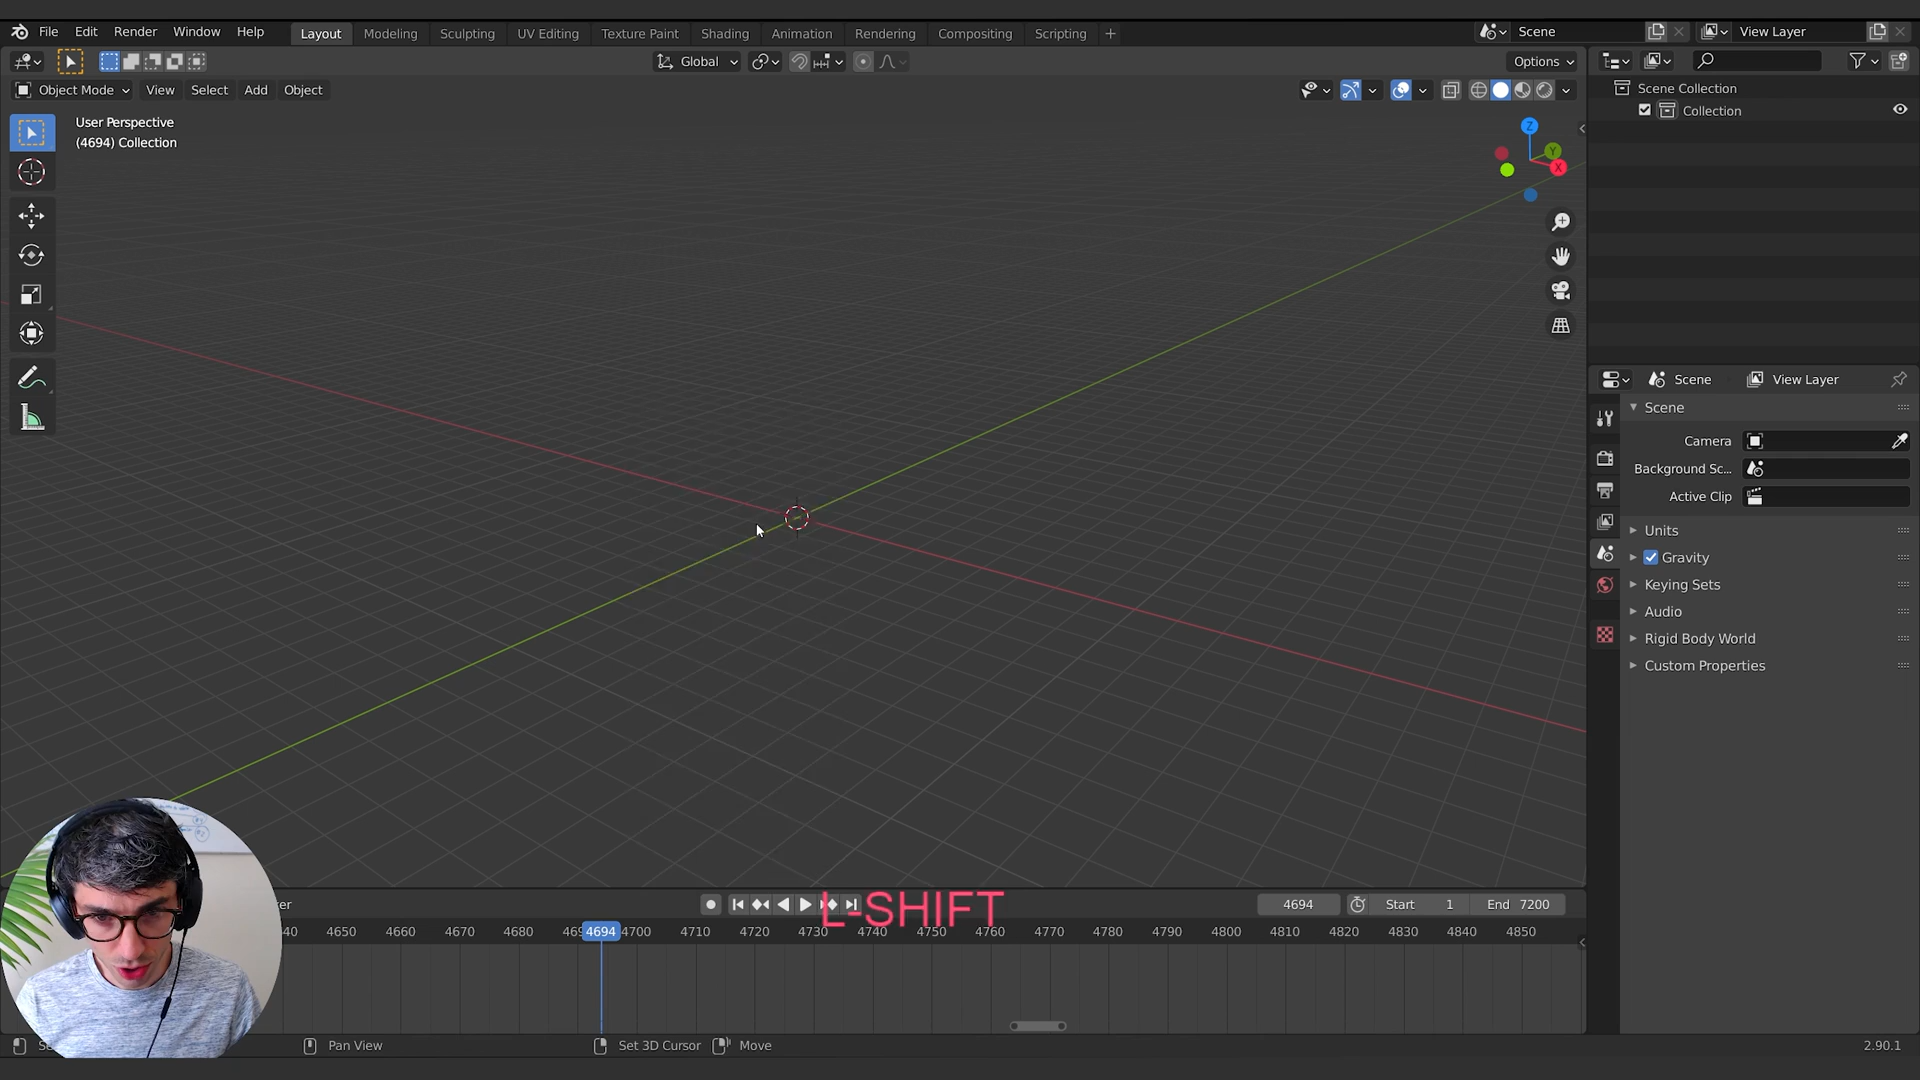 File Edit Render Window Help Layout Modeling Sculpting UV Editing Texture Paint Shading Animation Rendering Compositing Scripting + Scene View Layer
Global Options
Object Mode View Select Add Object
User Perspective
(4694) Collection
Z
Y
X
Scene Collection
Collection
Scene View Layer
Scene
Camera
Background Sc...
Active Clip
Units
Gravity
Keying Sets
Audio
Rigid Body World
Custom Properties
L-SHIFT
4694 Start 1 End 7200
4650 4660 4670 4680 4694 4700 4710 4720 4730 4740 4750 4760 4770 4780 4790 4800 4810 4820 4830 4840 4850
Pan View Set 3D Cursor Move 2.90.1